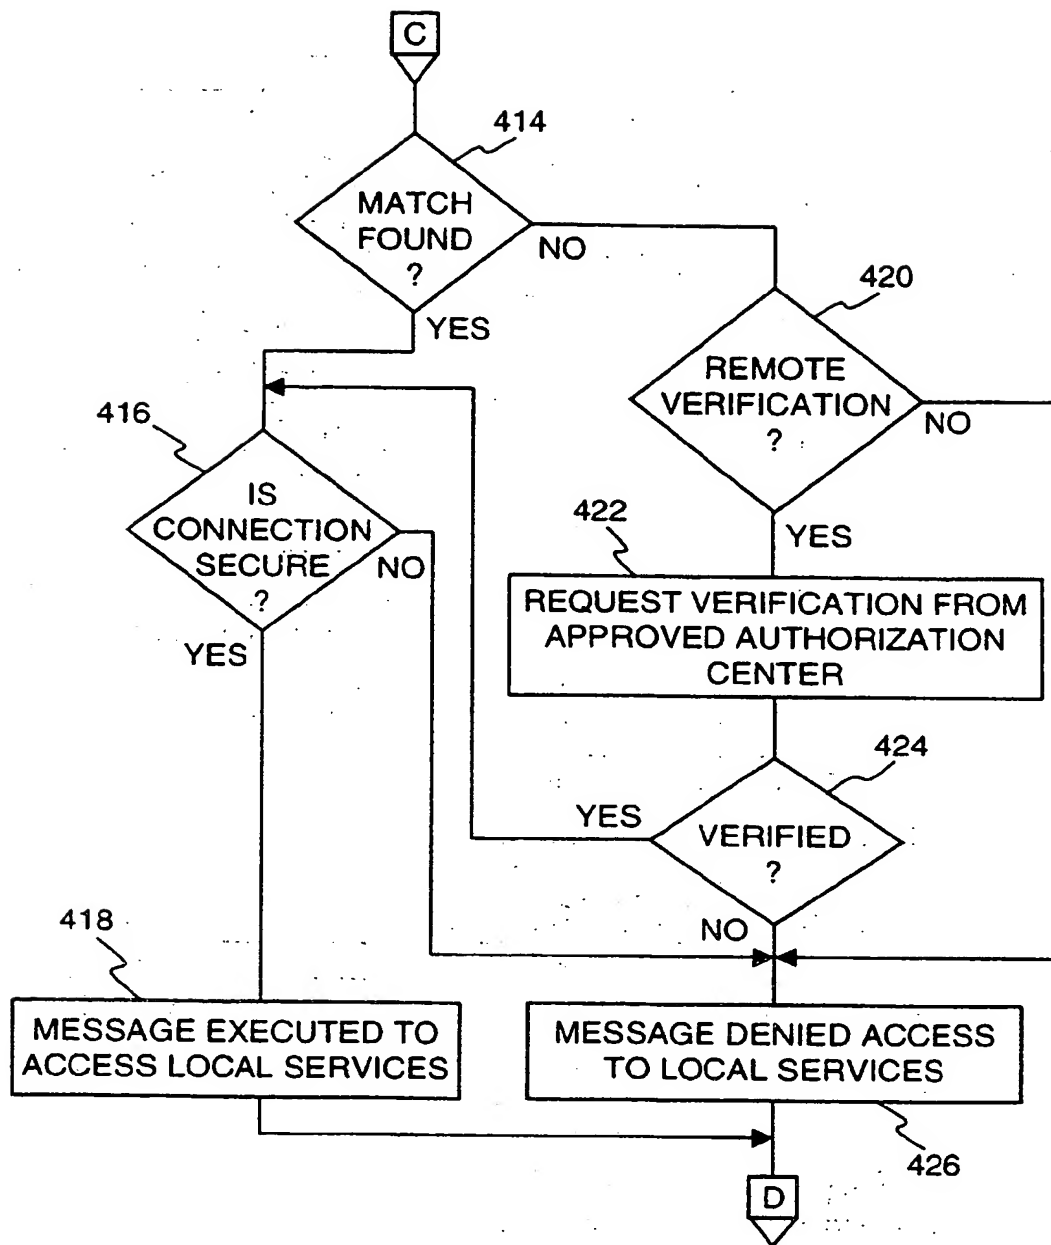 C
414
MATCH
FOUND
?
NO
YES
420
REMOTE
VERIFICATION
?
NO
YES
416
IS
CONNECTION
SECURE
?
NO
YES
422
REQUEST VERIFICATION FROM
APPROVED AUTHORIZATION
CENTER
424
VERIFIED
?
YES
NO
418
MESSAGE EXECUTED TO
ACCESS LOCAL SERVICES
MESSAGE DENIED ACCESS
TO LOCAL SERVICES
426
D